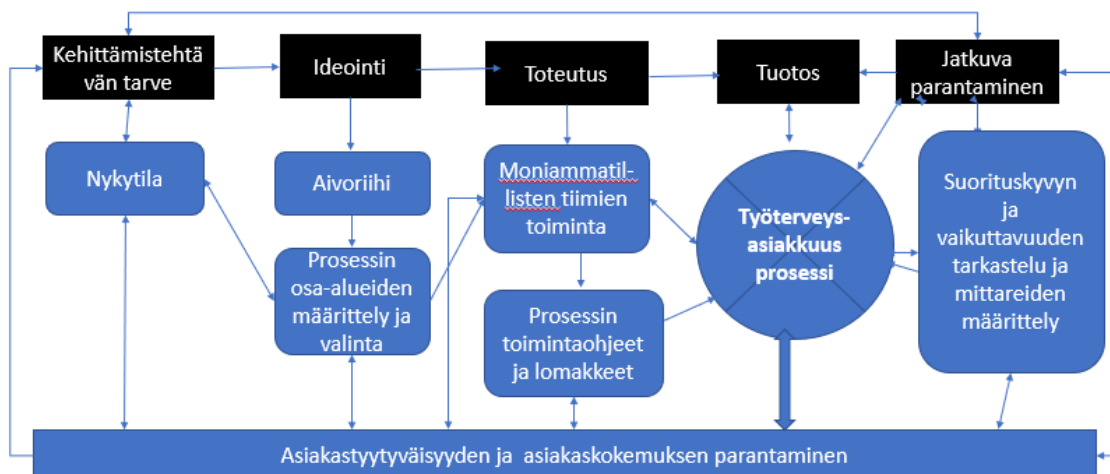 Kehittämistehtä
vän tarve
Ideointi
Toteutus
Tuotos
Jatkuva
parantaminen
Nykytila
Aivoriihi
Moniammatil-
listen tiimien
toiminta
Työterveys-
asiakkuus
prosessi
Suorituskyvyn
ja
vaikuttavuuden
tarkastelu ja
mittareiden
määrittely
Prosessin
osa-alueiden
määrittely ja
valinta
Prosessin
toimintaohjeet
ja lomakkeet
Asiakastyytyväisyyden ja asiakaskokemuksen parantaminen